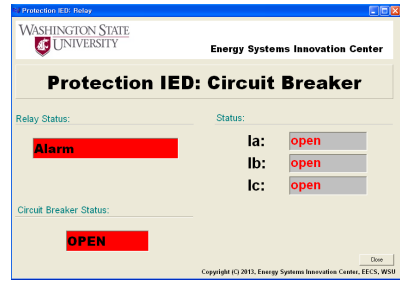 Protection IED: Relay
WASHINGTON STATE
UNIVERSITY
Energy Systems Innovation Center
Protection IED: Circuit Breaker
Relay Status:
Status:
Alarm
Ia: open
Ib: open
Ic: open
Circuit Breaker Status:
OPEN
Close
Copyright (C) 2013, Energy Systems Innovation Center, EECS, WSU